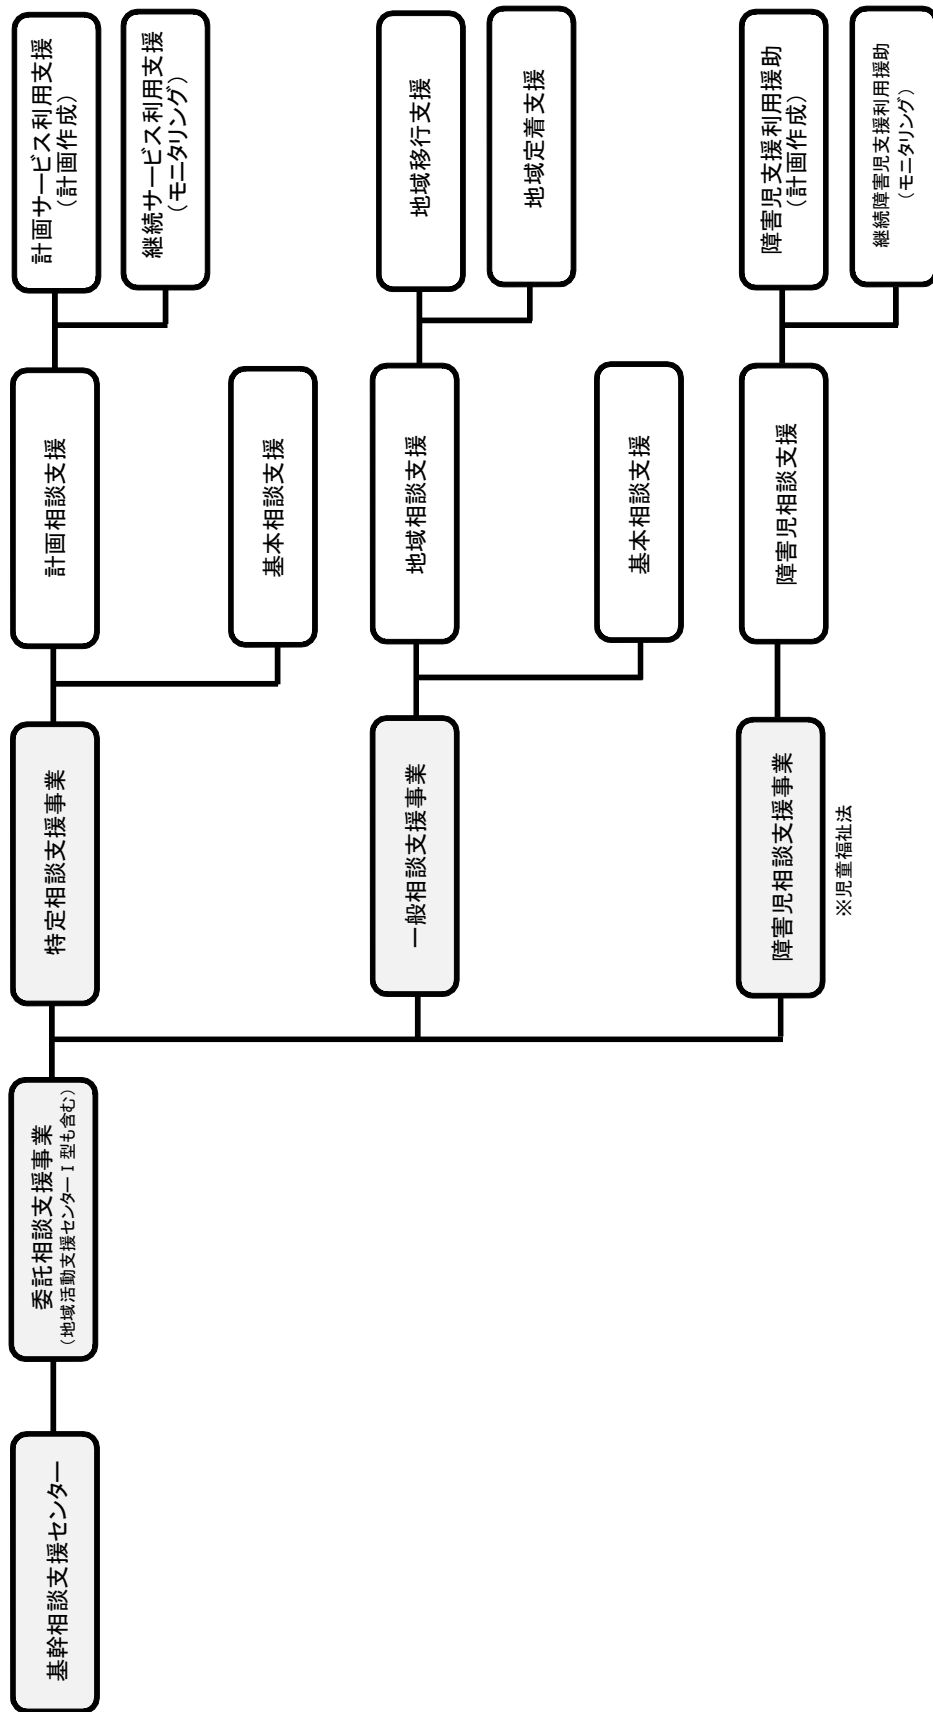 基幹相談支援センター
委託相談支援事業
（地域活動支援センターⅠ型も含む）
特定相談支援事業
計画相談支援
計画サービス利用支援
（計画作成）
継続サービス利用支援
（モニタリング）
基本相談支援
一般相談支援事業
地域相談支援
地域移行支援
地域定着支援
基本相談支援
障害児相談支援事業
※児童福祉法
障害児相談支援
障害児支援利用援助
（計画作成）
継続障害児支援利用援助
（モニタリング）